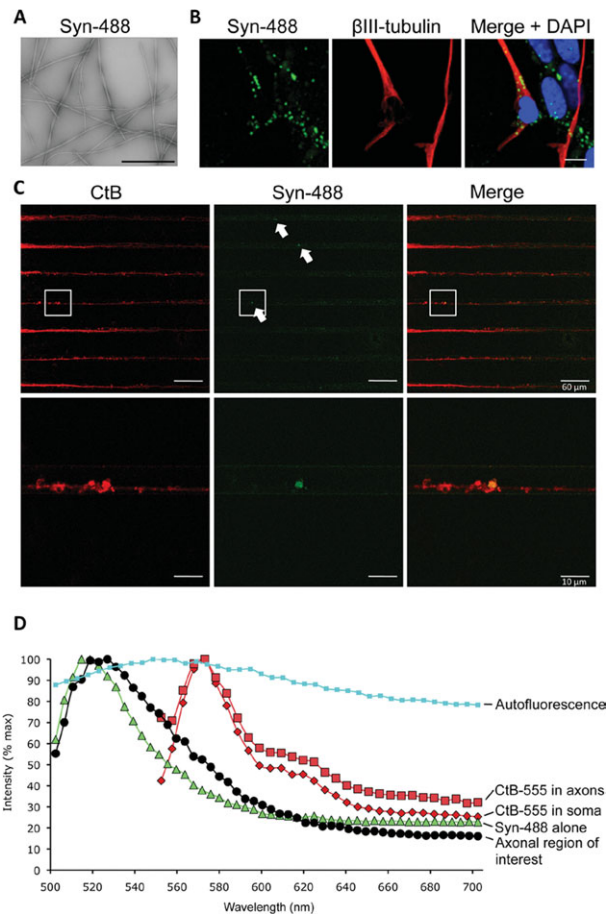 A
Syn-488
B
Syn-488 βIII-tubulin Merge + DAPI
C
CtB Syn-488 Merge
60 µm
10 µm
D
Intensity (% max)
100
90
80
70
60
50
40
30
20
10
0
500 520 540 560 580 600 620 640 660 680 700
Wavelength (nm)
Autofluorescence
CtB-555 in axons
CtB-555 in soma
Syn-488 alone
Axonal region of
interest